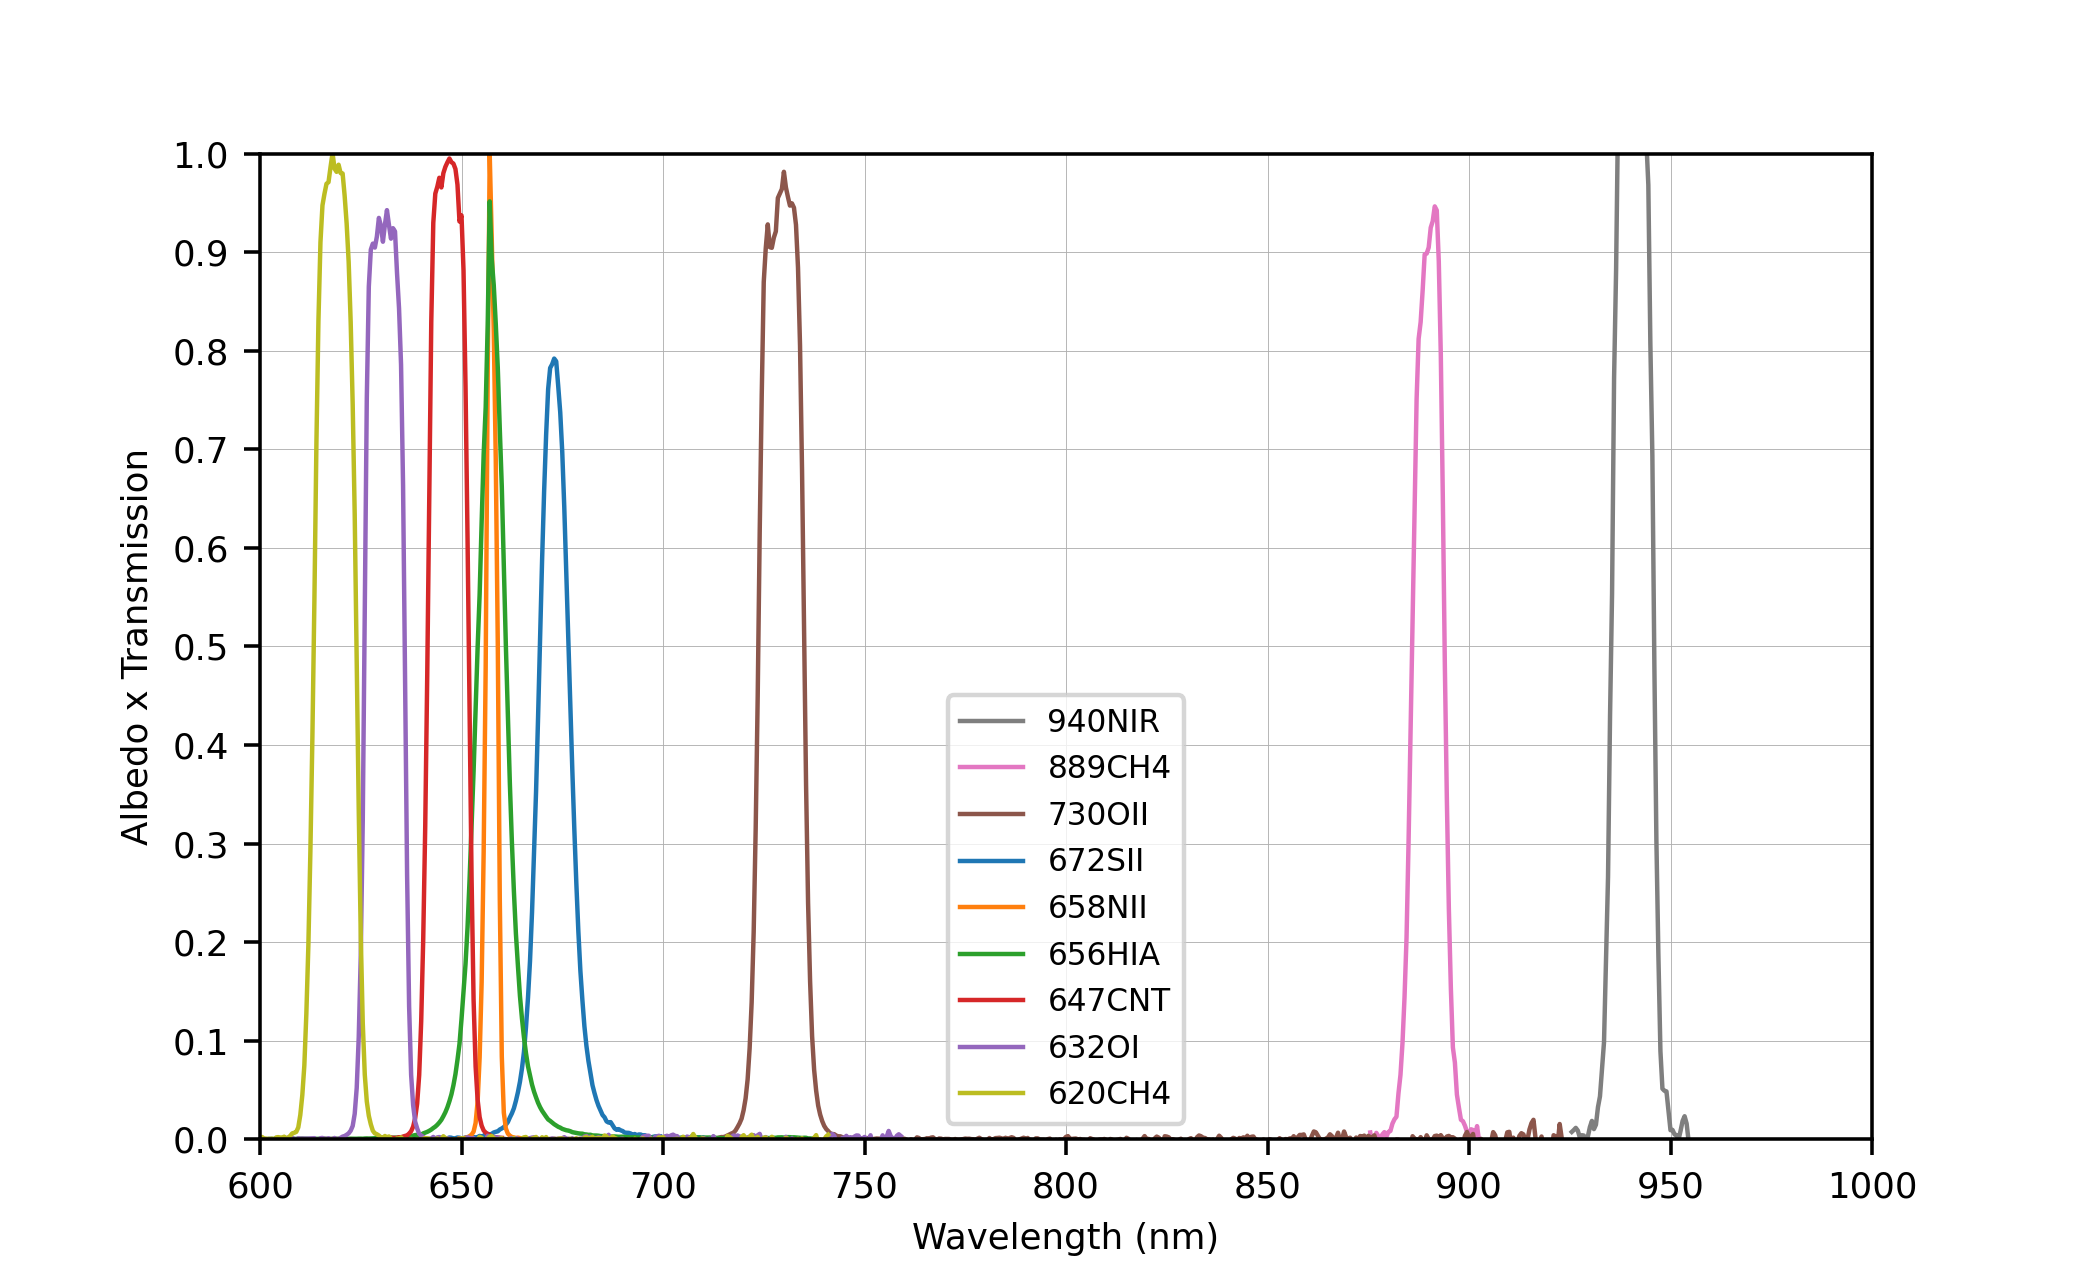 1.0
0.9
0.8
0.7
0.6
0.5
0.4
0.3
0.2
0.1
0.0
Albedo x Transmission
940NIR
889CH4
730OII
672SII
658NII
656HIA
647CNT
632OI
620CH4
600 650 700 750 800 850 900 950 1000
Wavelength (nm)